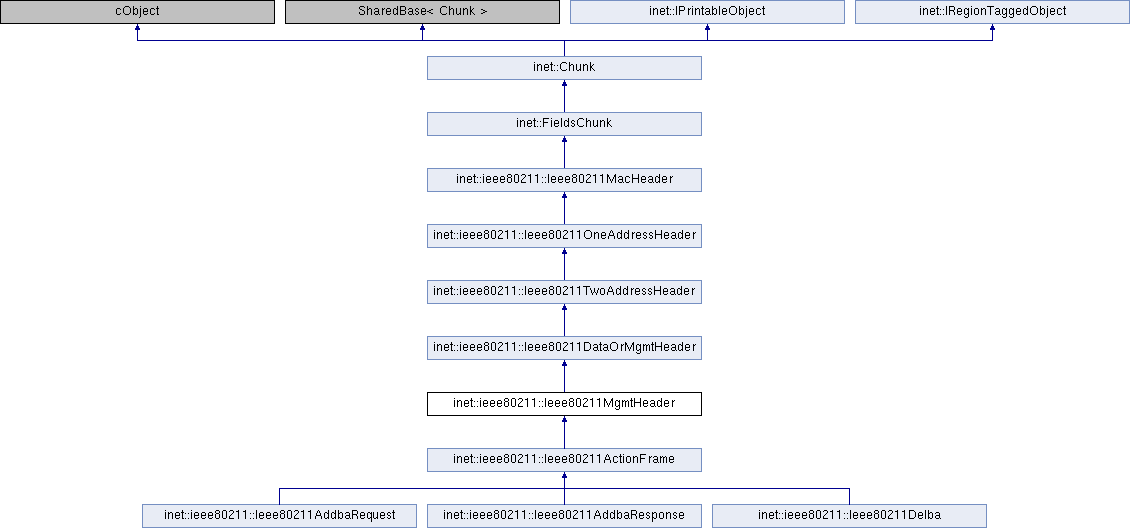 cObject
SharedBase< Chunk >
inet::IPrintableObject
inet::IRegionTaggedObject
inet::Chunk
inet::FieldsChunk
inet::ieee80211::Ieee80211MacHeader
inet::ieee80211::Ieee80211OneAddressHeader
inet::ieee80211::Ieee80211TwoAddressHeader
inet::ieee80211::Ieee80211DataOrMgmtHeader
inet::ieee80211::Ieee80211MgmtHeader
inet::ieee80211::Ieee80211ActionFrame
inet::ieee80211::Ieee80211AddbaRequest
inet::ieee80211::Ieee80211AddbaResponse
inet::ieee80211::Ieee80211Delba